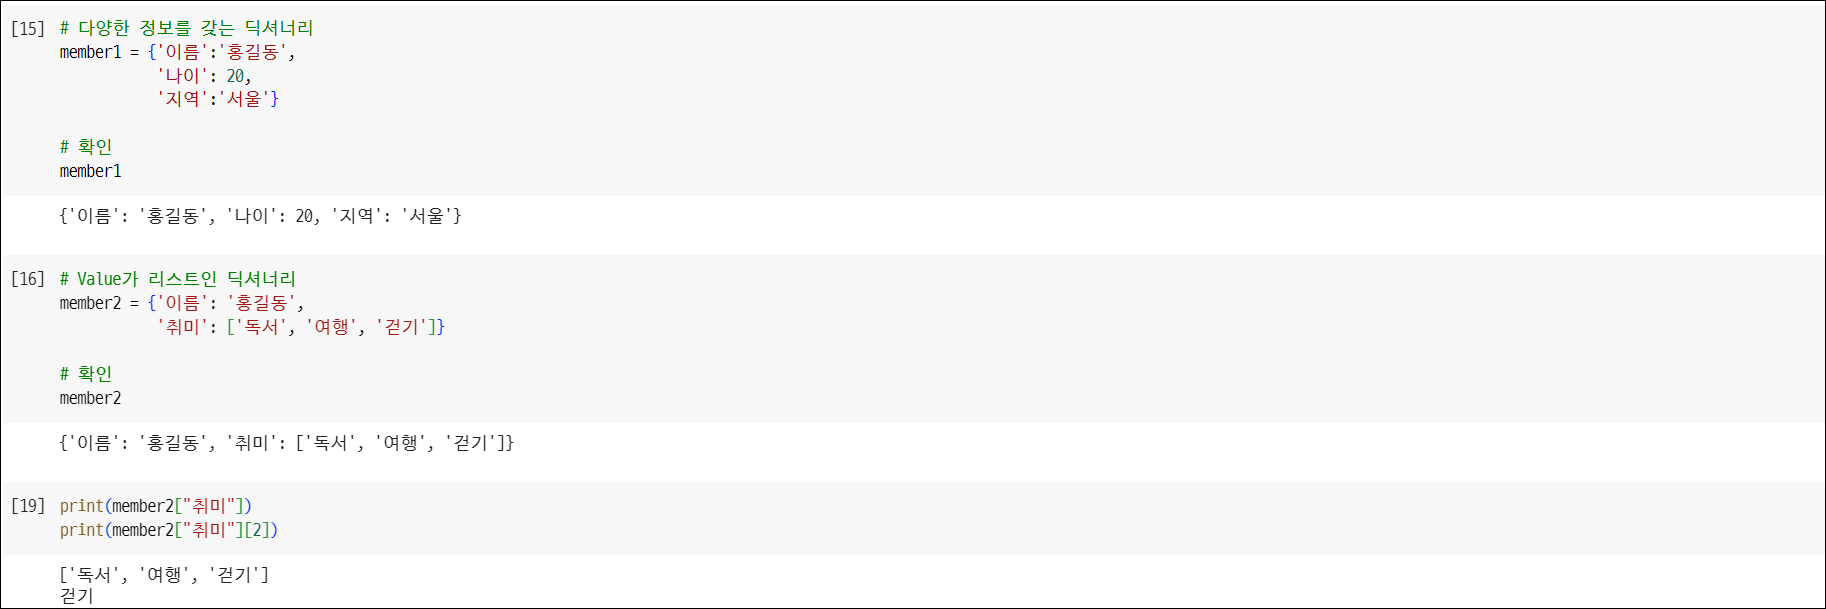 [15] # 다양한 정보를 갖는 딕셔너리
member1 = {'이름':'홍길동',
'나이': 20,
'지역':'서울'}
# 확인
member1
{'이름': '홍길동', '나이': 20, '지역': '서울'}
[16] # Value가 리스트인 딕셔너리
member2 = {'이름': '홍길동',
'취미': ['독서', '여행', '걷기']}
# 확인
member2
{'이름': '홍길동', '취미': ['독서', '여행', '걷기']}
[19] print(member2["취미"])
print(member2["취미"][2])
['독서', '여행', '걷기']
걷기